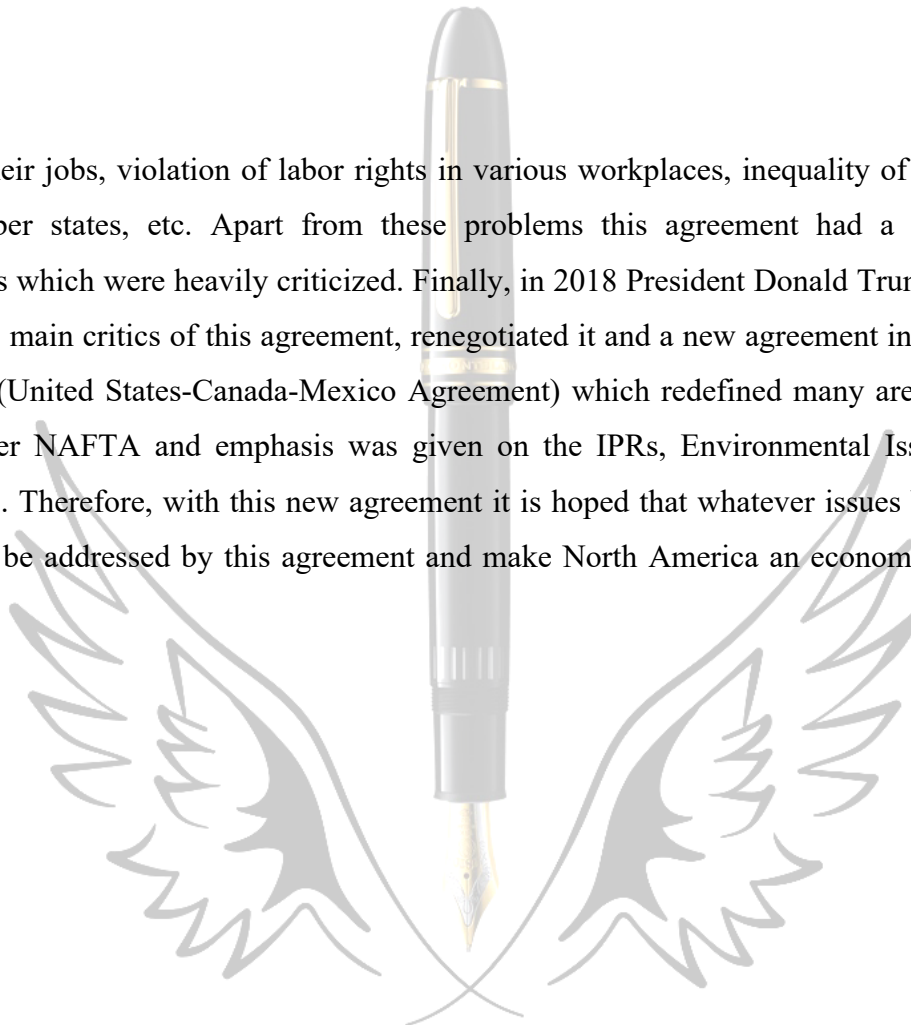 eir jobs, violation of labor rights in various workplaces, inequality of
per states, etc. Apart from these problems this agreement had a
s which were heavily criticized. Finally, in 2018 President Donald Trum
main critics of this agreement, renegotiated it and a new agreement in
(United States-Canada-Mexico Agreement) which redefined many are
er NAFTA and emphasis was given on the IPRs, Environmental Iss
. Therefore, with this new agreement it is hoped that whatever issues
be addressed by this agreement and make North America an econom